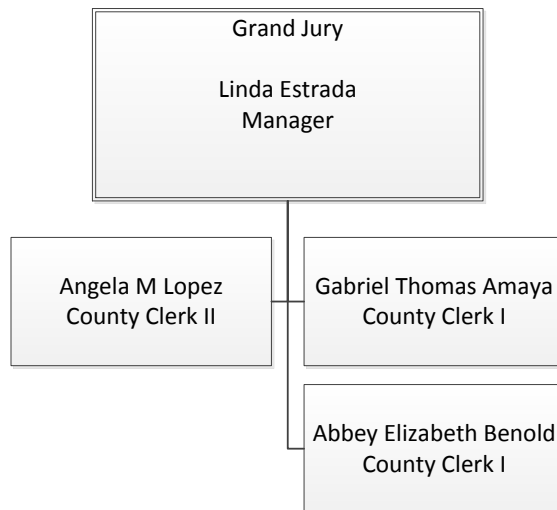 Grand Jury
Linda Estrada
Manager
Angela M Lopez
County Clerk II
Gabriel Thomas Amaya
County Clerk I
Abbey Elizabeth Benold
County Clerk I